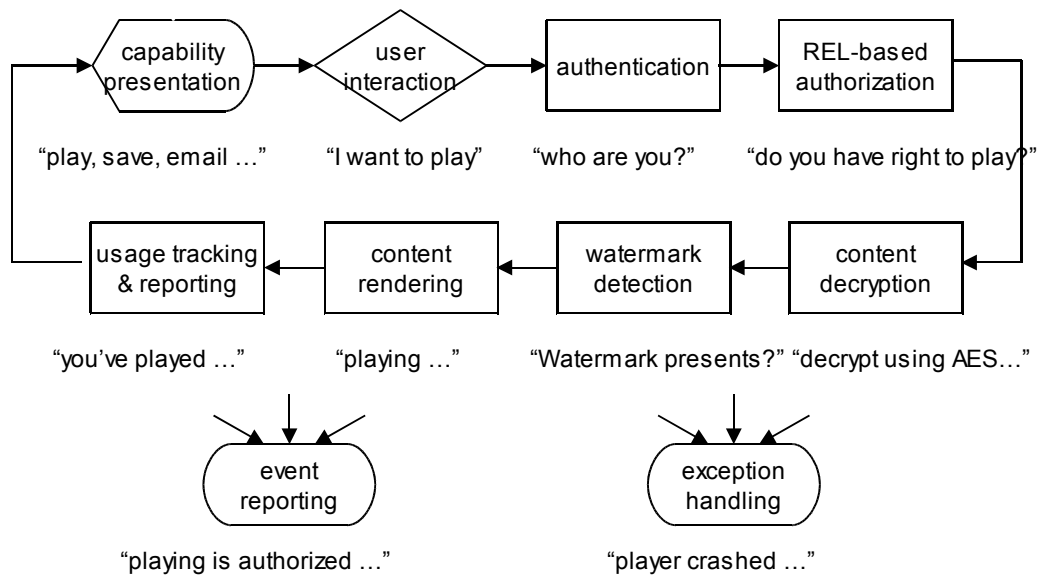 capability
presentation
user
interaction
authentication
REL-based
authorization
“play, save, email …”
“I want to play”
“who are you?”
“do you have right to play?”
usage tracking
& reporting
content
rendering
watermark
detection
content
decryption
“you’ve played …”
“playing …”
“Watermark presents?”
“decrypt using AES…”
event
reporting
exception
handling
“playing is authorized …”
“player crashed …”